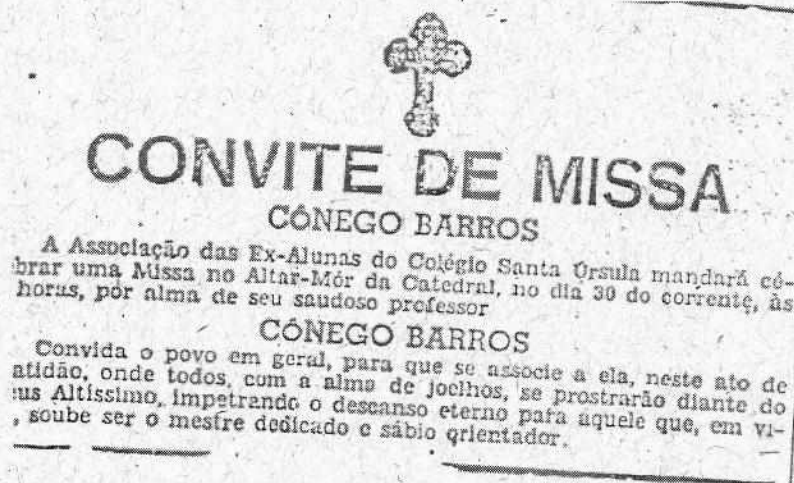 CONVITE DE MISSA
CÔNEGO BARROS
A Associação das Ex-Alunas do Colégio Santa Úrsula mandará cé-
brar uma Missa no Altar-Mór da Catedral, no dia 30 do corrente, às
horas, por alma de seu saudoso professor
CÔNEGO BARROS
Convida o povo em geral, para que se associe a ela, neste ato de
atidão, onde todos, com a alma de joelhos, se prostrarão diante do
eus Altíssimo, impetrando o descanso eterno para aquele que, em vi-
, soube ser o mestre dedicado e sábio orientador.